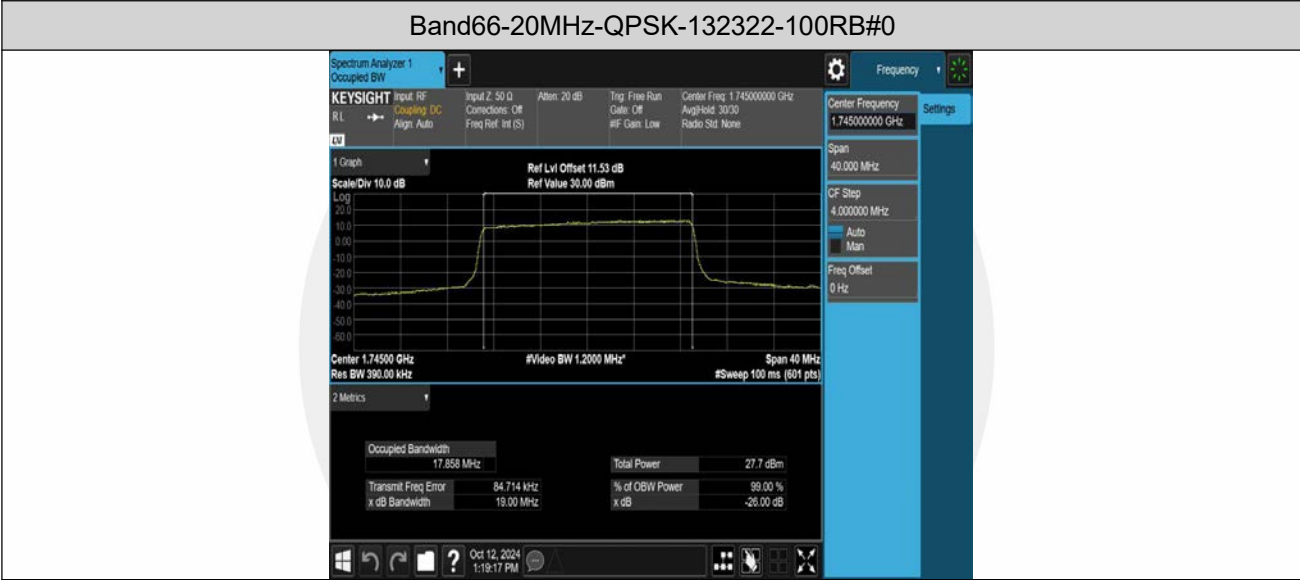 Band66-20MHz-QPSK-132322-100RB#0
Spectrum Analyzer 1
Occupied BW
+
Frequency
KEYSIGHT
RL
Input: RF
Coupling: DC
Align: Auto
Input Z: 50 Ω
Corrections: Off
Freq Ref: Int (S)
Atten: 20 dB
Trig: Free Run
Gate: Off
#IF Gain: Low
Center Freq: 1.745000000 GHz
Avg|Hold: 30/30
Radio Std: None
Center Frequency
1.745000000 GHz
Settings
Span
40.000 MHz
CF Step
4.000000 MHz
Auto
Man
Freq Offset
0 Hz
1 Graph
Scale/Div 10.0 dB
Ref Lvl Offset 11.53 dB
Ref Value 30.00 dBm
Log
20.0
10.0
0.00
-10.0
-20.0
-30.0
-40.0
-50.0
-60.0
Center 1.74500 GHz
#Video BW 1.2000 MHz*
Span 40 MHz
Res BW 390.00 kHz
#Sweep 100 ms (601 pts)
2 Metrics
Occupied Bandwidth
17.858 MHz
Total Power 27.7 dBm
Transmit Freq Error 84.714 kHz
% of OBW Power 99.00 %
x dB Bandwidth 19.00 MHz
x dB -26.00 dB
?
Oct 12, 2024
1:19:17 PM